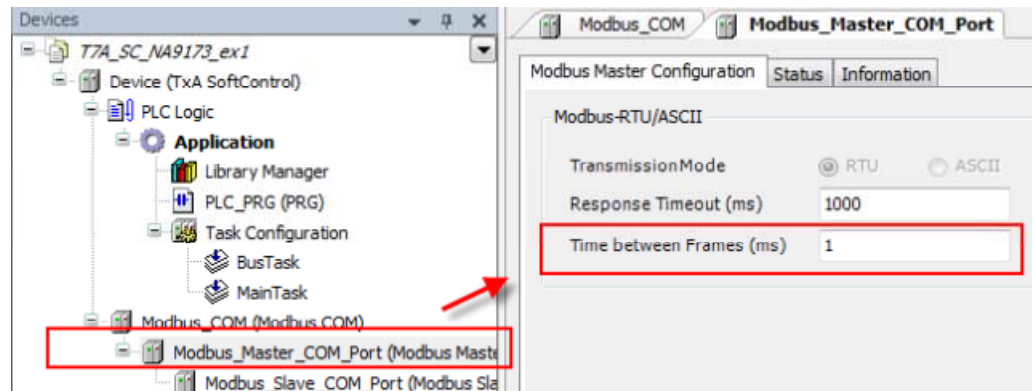 Devices
T7A_SC_NA9173_ex1
Device (TxA SoftControl)
PLC Logic
Application
Library Manager
PLC_PRG (PRG)
Task Configuration
BusTask
MainTask
Modbus_COM (Modbus COM)
Modbus_Master_COM_Port (Modbus Maste
Modbus_Slave_COM_Port (Modbus Sla
Modbus_COM Modbus_Master_COM_Port
Modbus Master Configuration Status Information
Modbus-RTU/ASCII
TransmissionMode RTU ASCII
Response Timeout (ms) 1000
Time between Frames (ms) 1